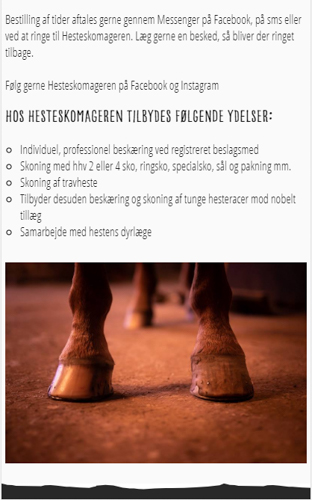 Bestilling af tider aftales gerne gennem Messenger på Facebook, på sms eller
ved at ringe til Hesteskomageren. Læg gerne en besked, så bliver der ringet
tilbage.
Følg gerne Hesteskomageren på Facebook og Instagram
HOS HESTESKOMAGEREN TILBYDES FØLGENDE YDELSER:
Individuel, professionel beskæring ved registreret beslagsmed
Skoning med hhv 2 eller 4 sko, ringsko, specialsko, sål og pakning mm.
Skoning af travheste
Tilbyder desuden beskæring og skoning af tunge hesteracer mod nobelt
tillæg
Samarbejde med hestens dyrlæge